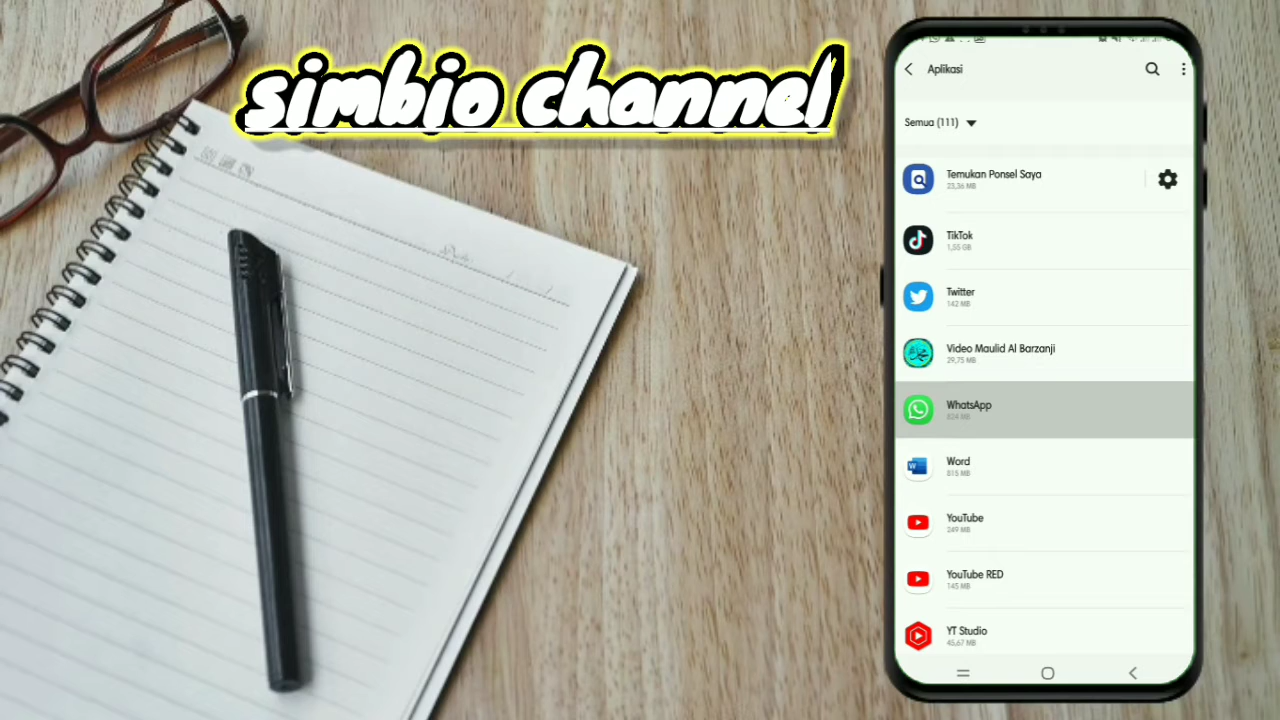 simbio channel
Aplikasi
Semua (111)
Temukan Ponsel Saya
23,36 MB
TikTok
1,55 GB
Twitter
142 MB
Video Maulid Al Barzanji
29,75 MB
WhatsApp
824 MB
Word
815 MB
YouTube
249 MB
YouTube RED
145 MB
YT Studio
45,67 MB